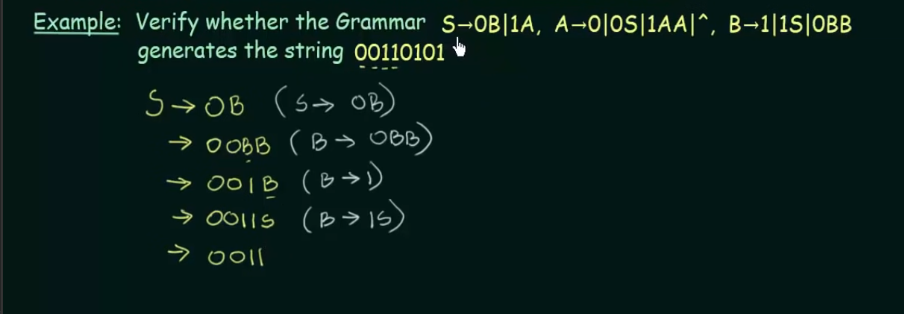 Example: Verify whether the Grammar S→0B|1A, A→0|0S|1AA|^, B→1|1S|0BB
generates the string 00110101
S → 0B (S → 0B)
→ 00BB (B → 0BB)
→ 001B (B → 1)
→ 0011S (B → 1S)
→ 0011